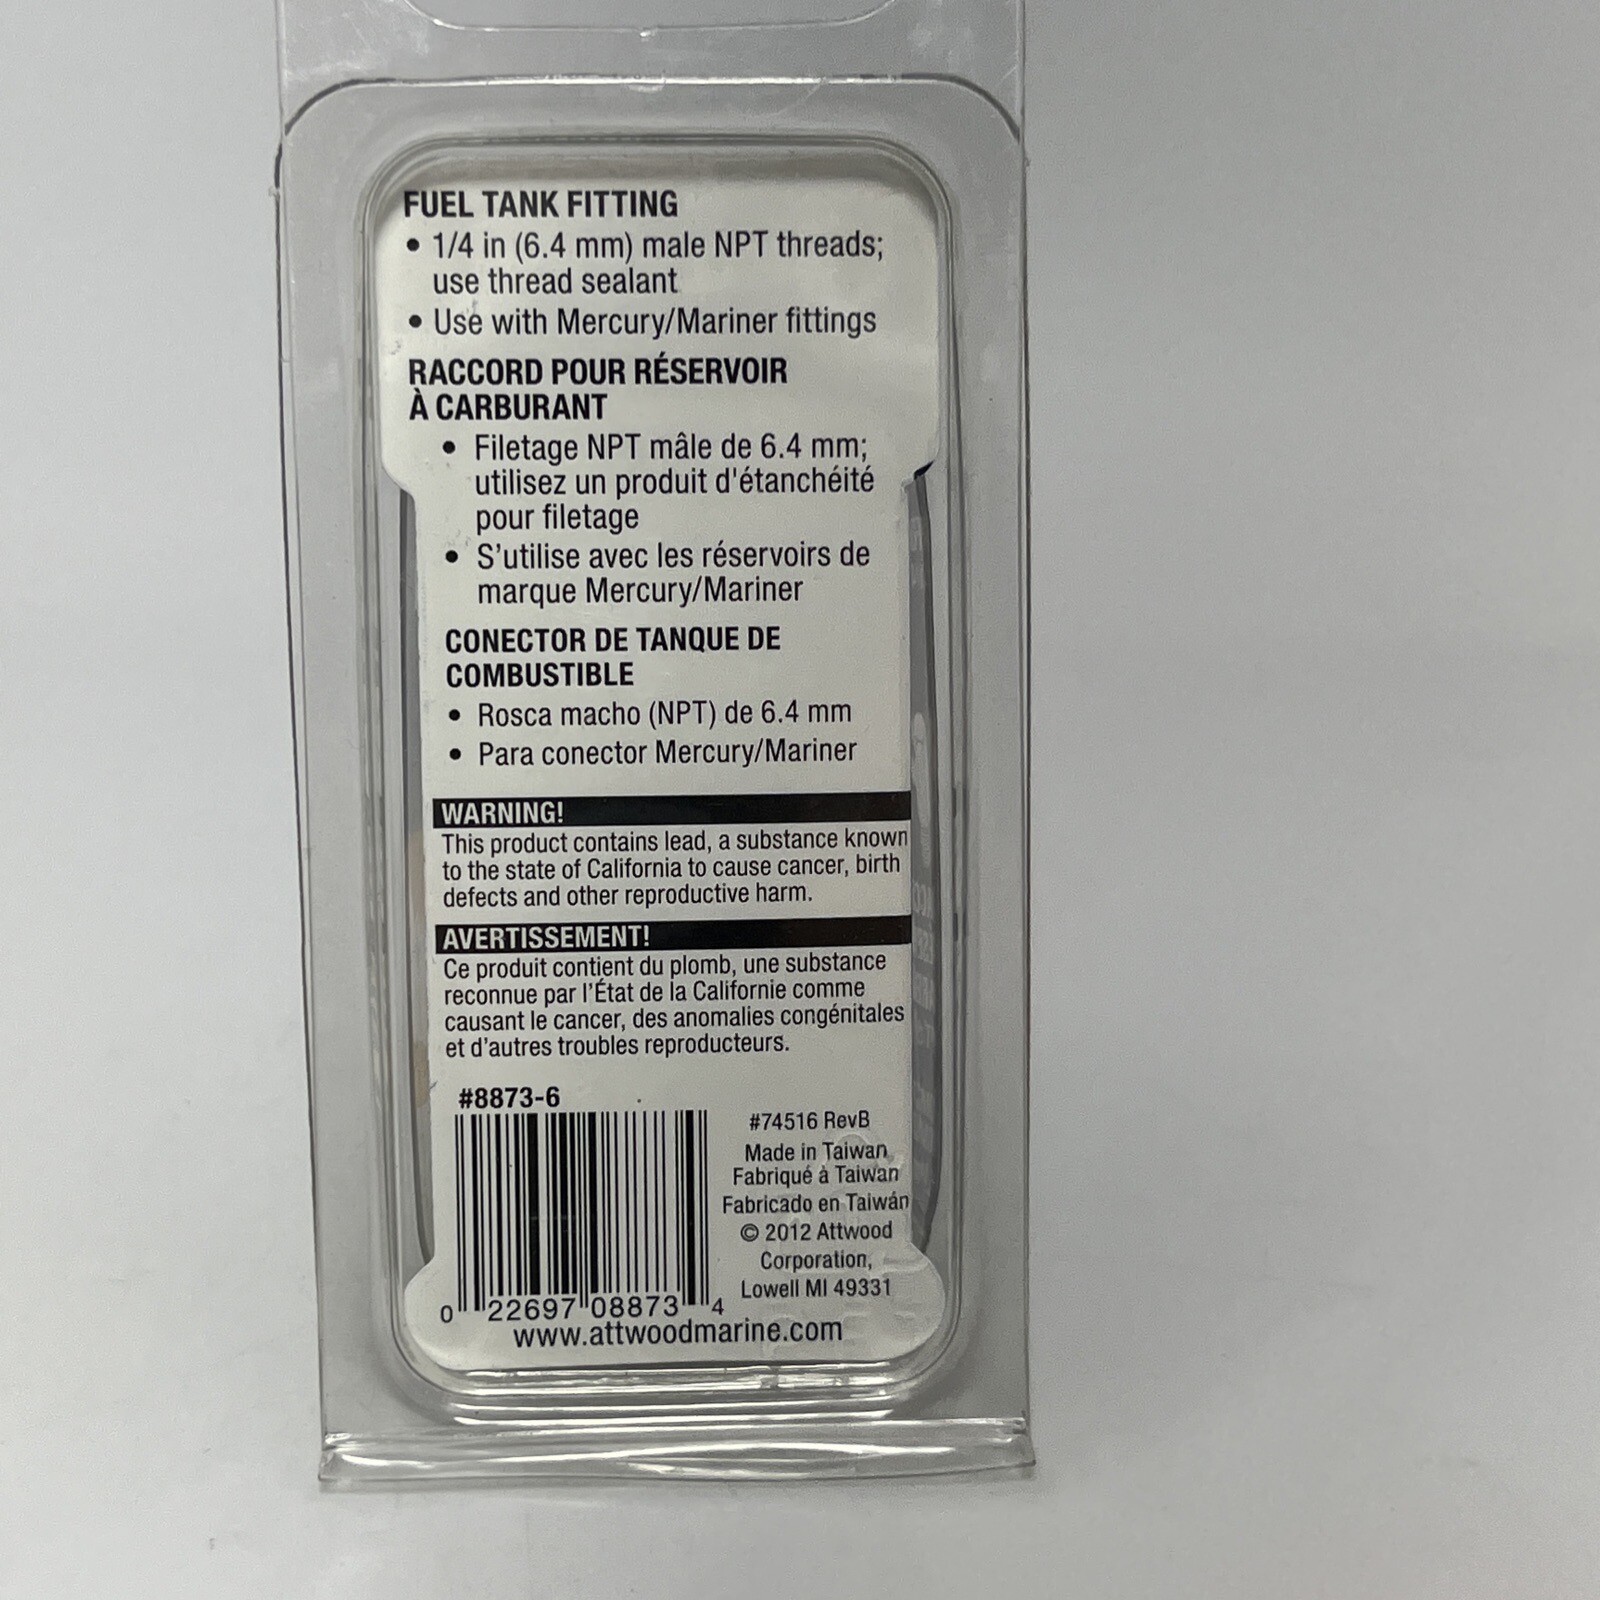 FUEL TANK FITTING
• 1/4 in (6.4 mm) male NPT threads;
use thread sealant
• Use with Mercury/Mariner fittings
RACCORD POUR RÉSERVOIR
À CARBURANT
• Filetage NPT mâle de 6.4 mm;
utilisez un produit d'étanchéité
pour filetage
• S’utilise avec les réservoirs de
marque Mercury/Mariner
CONECTOR DE TANQUE DE
COMBUSTIBLE
• Rosca macho (NPT) de 6.4 mm
• Para conector Mercury/Mariner
WARNING!
This product contains lead, a substance known
to the state of California to cause cancer, birth
defects and other reproductive harm.
AVERTISSEMENT!
Ce produit contient du plomb, une substance
reconnue par l’État de la Californie comme
causant le cancer, des anomalies congénitales
et d’autres troubles reproducteurs.
#8873-6
0 22697 08873 4
#74516 RevB
Made in Taiwan
Fabriqué à Taiwan
Fabricado en Taiwán
© 2012 Attwood
Corporation,
Lowell MI 49331
www.attwoodmarine.com